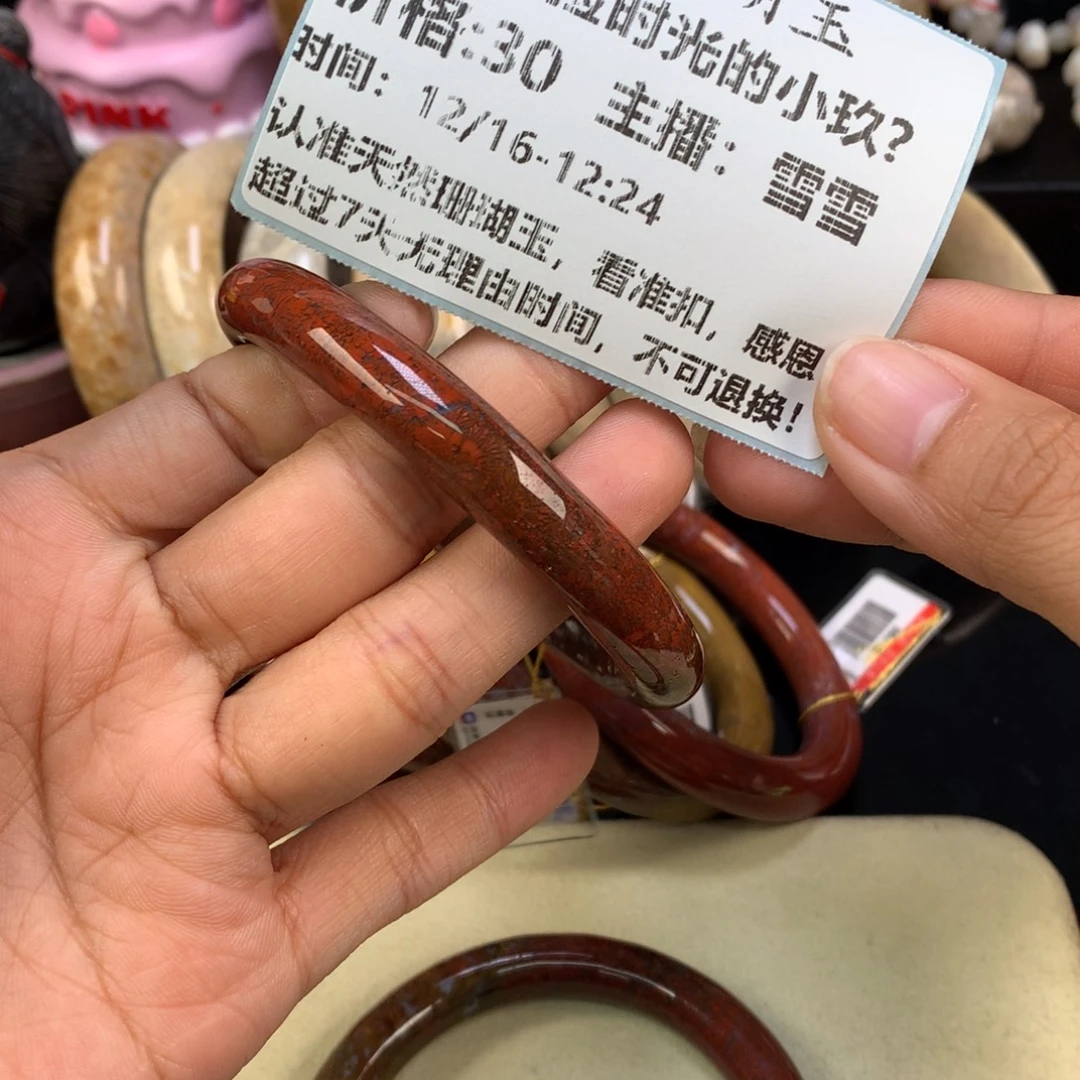 玉
时光的小玖?
价格:30
主播: 雪雪
时间: 12/16-12:24
认准天然珊瑚玉, 看准扣, 感恩
超过7天无理由时间, 不可退换!
PINK